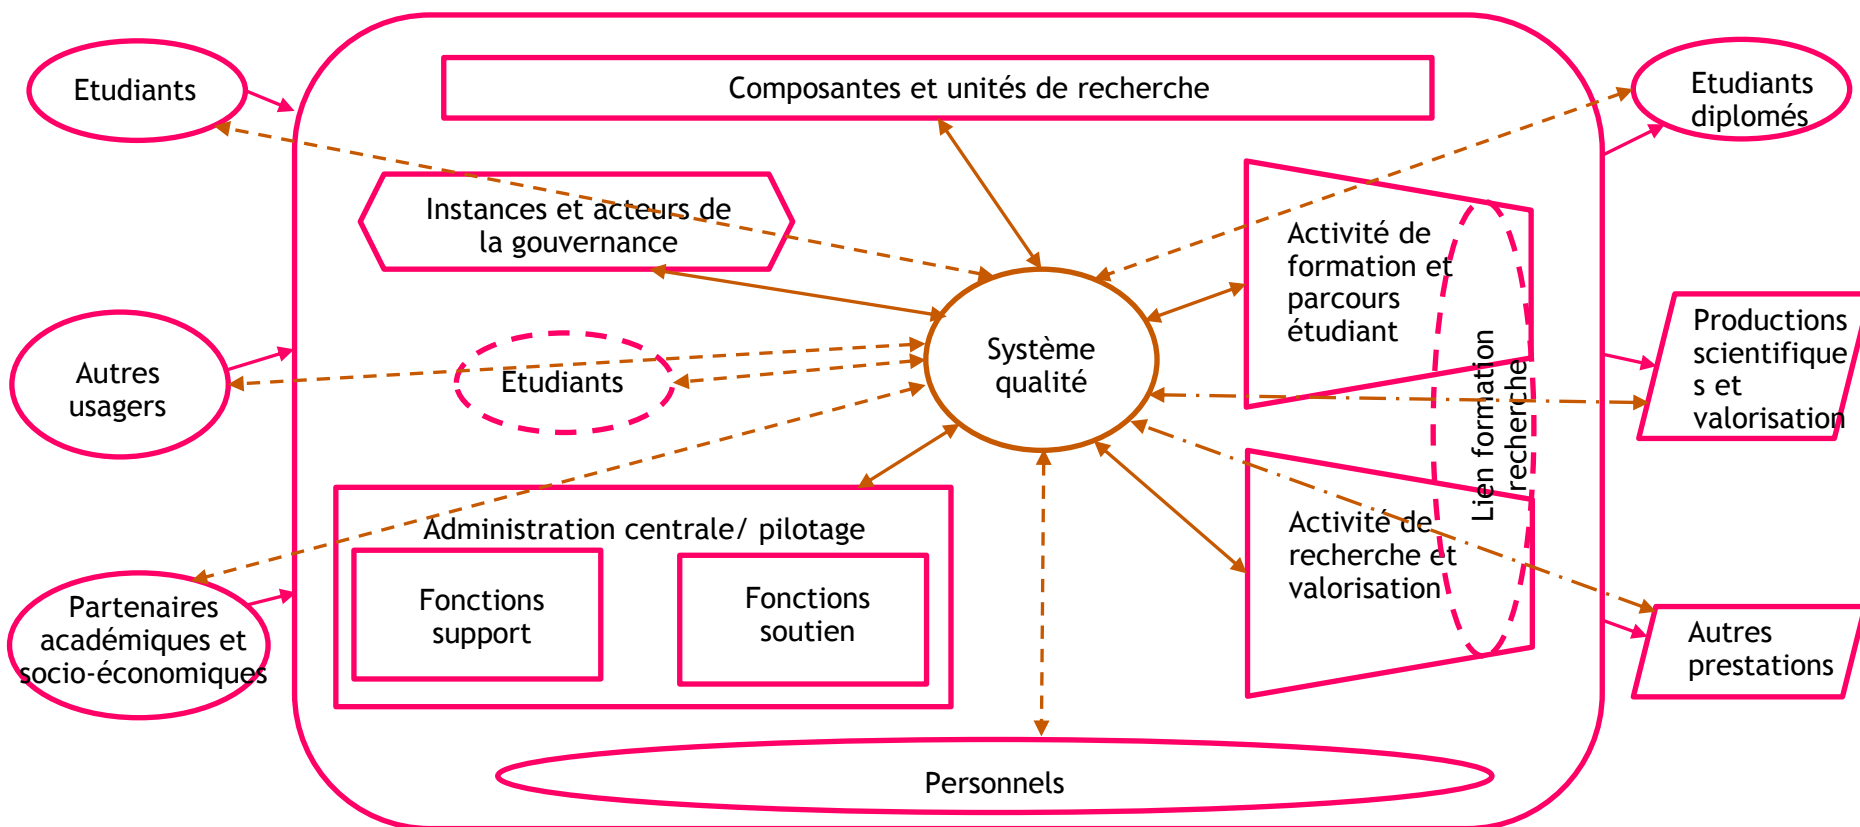 Etudiants
Composantes et unités de recherche
Etudiants
diplomés
Instances et acteurs de
la gouvernance
Activité de
formation et
parcours
étudiant
Autres
usagers
Etudiants
Système
qualité
Lien formation
recherche
Productions
scientifique
s et
valorisation
Administration centrale/ pilotage
Fonctions
support
Fonctions
soutien
Activité de
recherche et
valorisation
Partenaires
académiques et
socio-économiques
Autres
prestations
Personnels